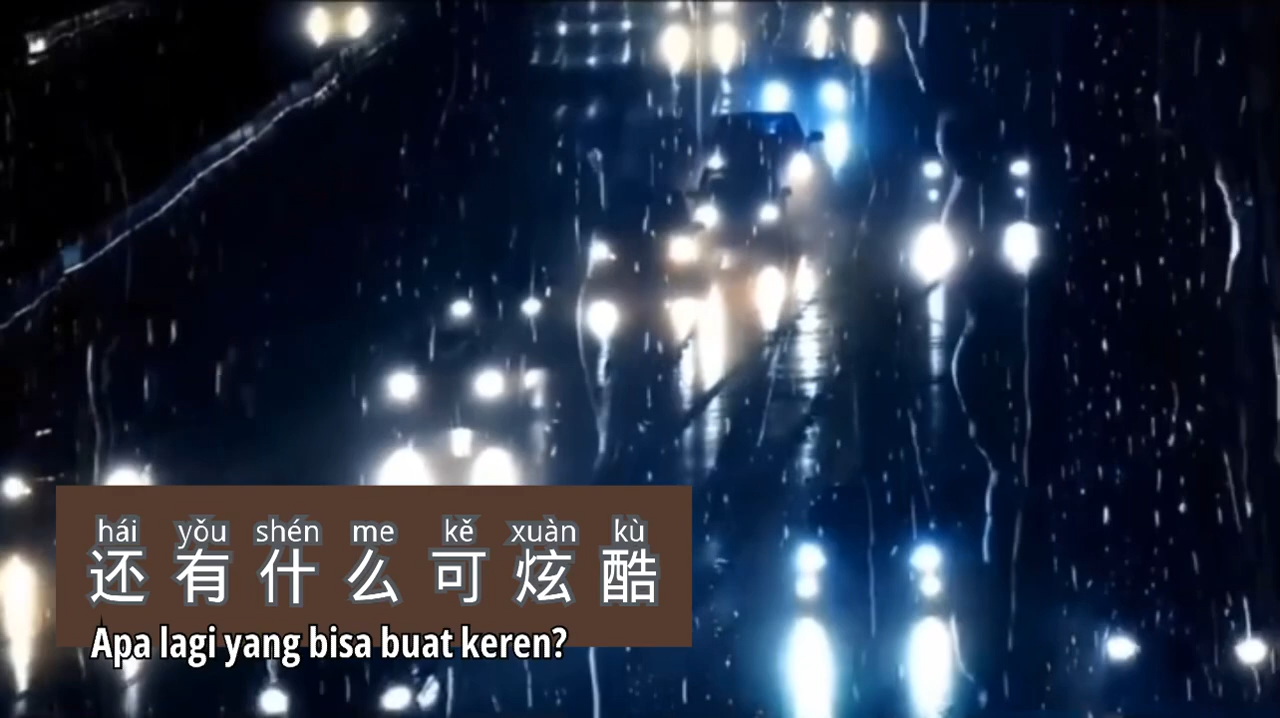 hái yǒu shén me kě xuàn kù
还有什么可炫酷
Apa lagi yang bisa buat keren?